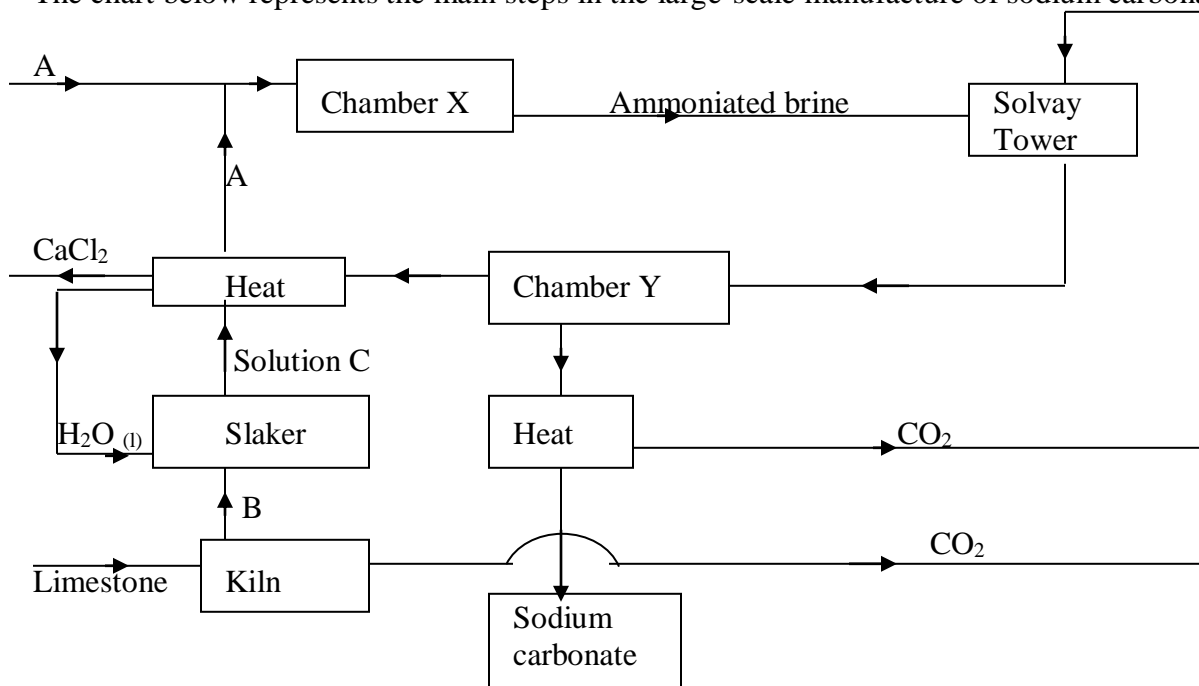 The chart below represents the main steps in the large-scale manufacture of sodium
A
Chamber X
Ammoniated brine
Solvay
Tower
A
CaCl₂
Heat
Chamber Y
Solution C
H₂O (l)
Slaker
Heat
CO₂
B
CO₂
Limestone
Kiln
Sodium
carbonate